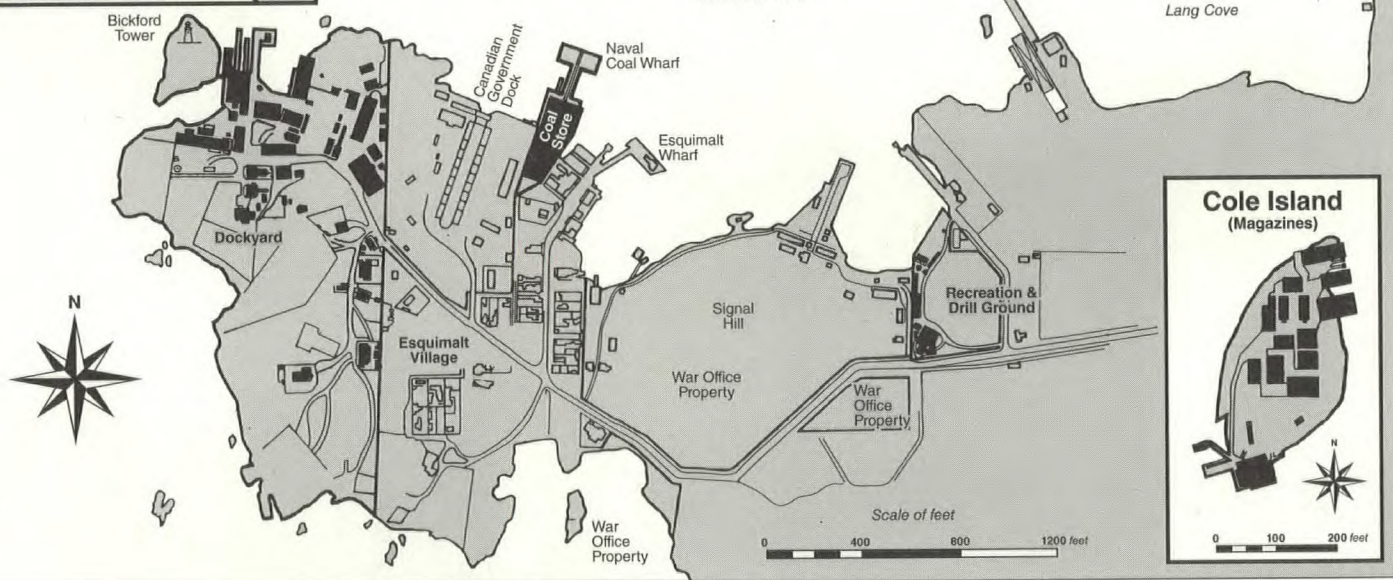 Lang Cove
Bickford
Tower
Canadian
Government
Dock
Naval
Coal Wharf
Coal
Store
Esquimalt
Wharf
Dockyard
N
Esquimalt
Village
Signal
Hill
War Office
Property
Recreation &
Drill Ground
War
Office
Property
War
Office
Property
Scale of feet
0 400 800 1200 feet
Cole Island
(Magazines)
N
0 100 200 feet